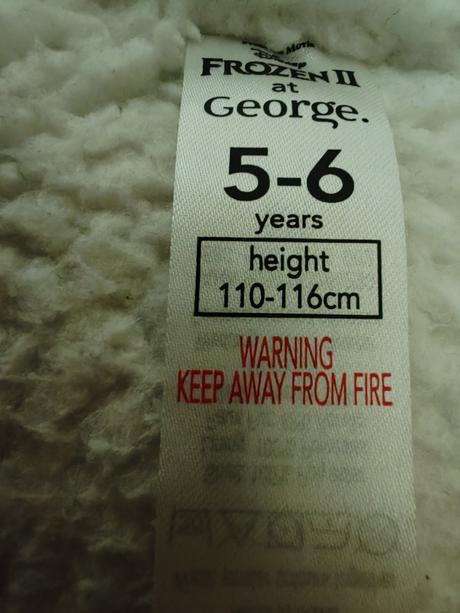 Disney
FROZEN II
at
George.
5-6
years
height
110-116cm
WARNING
KEEP AWAY FROM FIRE